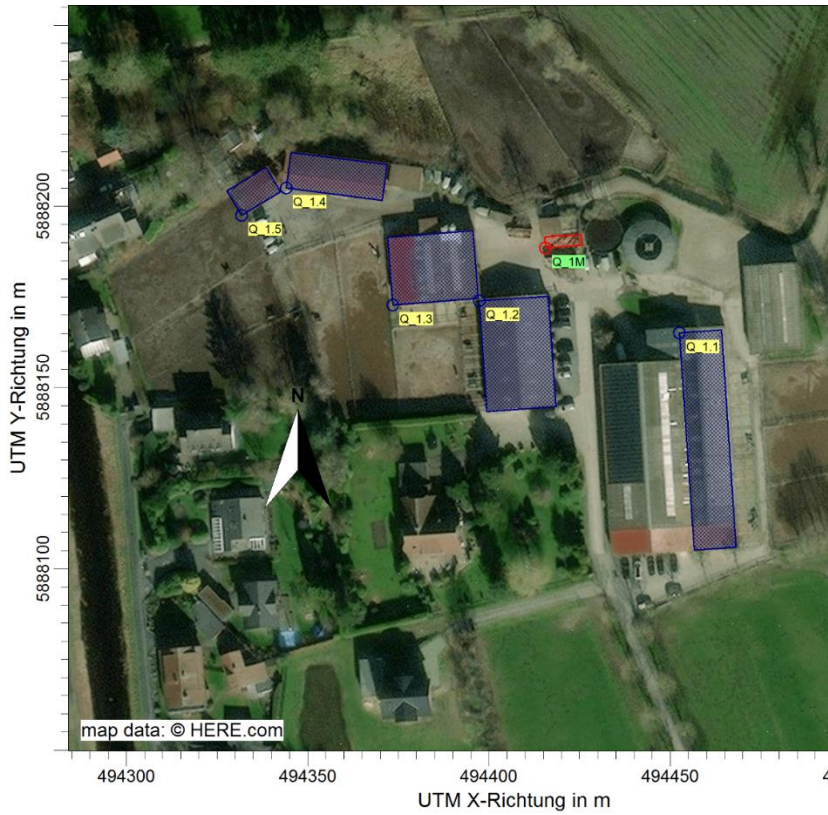 5888200
5888150
5888100
UTM Y-Richtung in m
Q_1.4
Q_1.5
Q_1M
Q_1.3
Q_1.2
Q_1.1
N
map data: © HERE.com
494300
494350
494400
494450
4
UTM X-Richtung in m